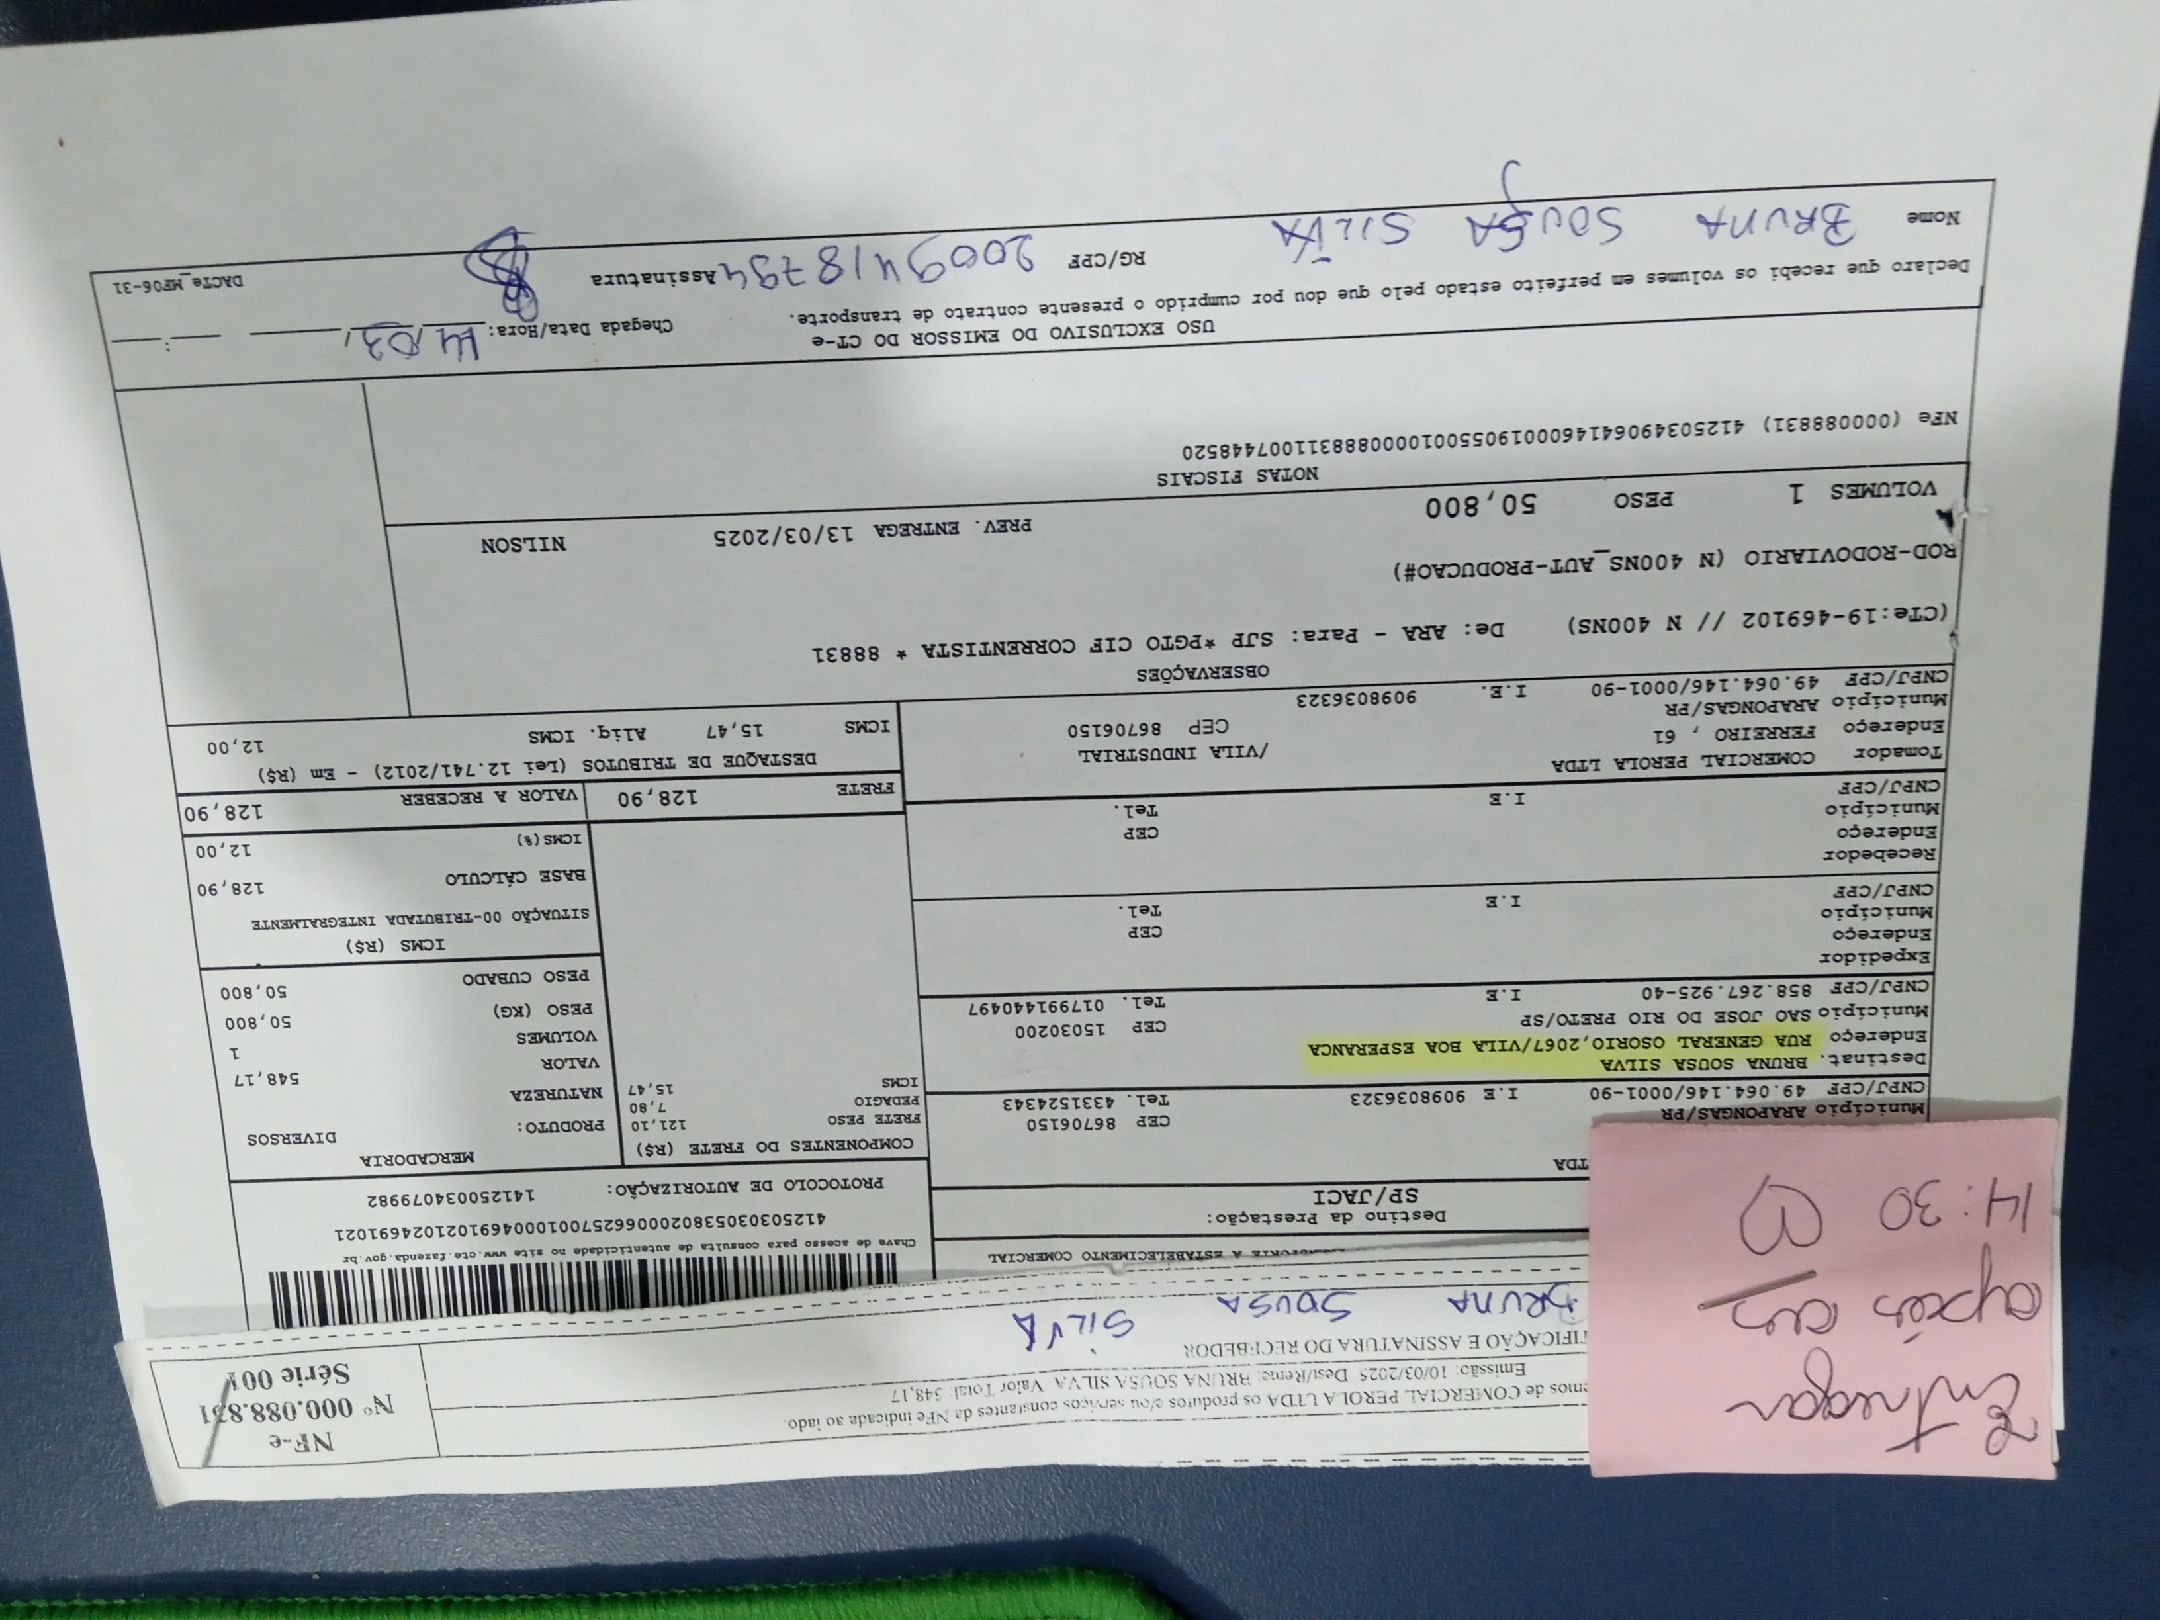 Entregar
após as
14:30
NF-e
Nº 000.088.831
Série 001
emos de COMERCIAL PEROLA LTDA os produtos e/ou serviços constantes da NFe indicada ao lado.
Emissão: 10/03/2025 Dest/Reme: BRUNA SOUSA SILVA Valor Total: 548,17
TIFICAÇÃO E ASSINATURA DO RECEBEDOR
BRUNA SOUSA SILVA
A ESTABELECIMENTO COMERCIAL
Destino da Prestação:
SP/JACI
LTDA
CEP 86706150
Município ARAPONGAS/PR
CNPJ/CPF 49.064.146/0001-90 I.E 9098036323 Tel. 4331524343
Destinat. BRUNA SOUSA SILVA
Endereço RUA GENERAL OSORIO,2067/VILA BOA ESPERANCA
Município SAO JOSE DO RIO PRETO/SP CEP 15030200
CNPJ/CPF 858.267.925-40 I.E Tel. 01799144​0497
Expedidor
Endereço
Município CEP
CNPJ/CPF I.E Tel.
Recebedor
Endereço
Município CEP
CNPJ/CPF I.E Tel.
Tomador COMERCIAL PEROLA LTDA
Endereço FERREIRO , 61 /VILA INDUSTRIAL
Município ARAPONGAS/PR CEP 86706150
CNPJ/CPF 49.064.146/0001-90 I.E. 9098036323
Chave de acesso para consulta de autenticidade no site www.cte.fazenda.gov.br
PROTOCOLO DE AUTORIZAÇÃO: 141250034079982
COMPONENTES DO FRETE (R$)
FRETE PESO 121,10
PEDAGIO 7,80
ICMS 15,47
MERCADORIA
PRODUTO: DIVERSOS
NATUREZA
VALOR 548,17
VOLUMES 1
PESO (KG) 50,800
PESO CUBADO 50,800
ICMS (R$)
SITUAÇÃO 00-TRIBUTADA INTEGRALMENTE
BASE CÁLCULO 128,90
ICMS(%) 12,00
FRETE 128,90 VALOR A RECEBER 128,90
DESTAQUE DE TRIBUTOS (Lei 12.741/2012) - Em (R$)
ICMS 15,47 Aliq. ICMS 12,00
OBSERVAÇÕES
(CTe:19-469102 // N 400NS) De: ARA - Para: SJP *PGTO CIF CORRENTISTA * 88831
ROD-RODOVIARIO (N 400NS_AUT-PRODUCAO#)
VOLUMES 1 PESO 50,800 PREV. ENTREGA 13/03/2025 NILSON
NOTAS FISCAIS
NFe (000088831) 41250349064146000190550010000888311007448520
USO EXCLUSIVO DO EMISSOR DO CT-e
Declaro que recebi os volumes em perfeito estado pelo que dou por cumprido o presente contrato de transporte.
Chegada Data/Hora: 14/03/ :
Nome BRUNA SOUSA SILVA RG/CPF 2009418794 Assinatura
DACTe_MF06-31